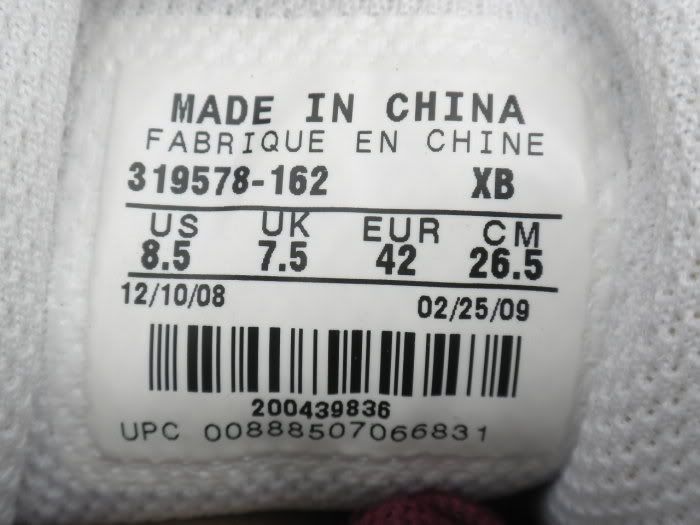 MADE IN CHINA
FABRIQUE EN CHINE
319578-162 XB
US UK EUR CM
8.5 7.5 42 26.5
12/10/08 02/25/09
200439836
UPC 00888507066831